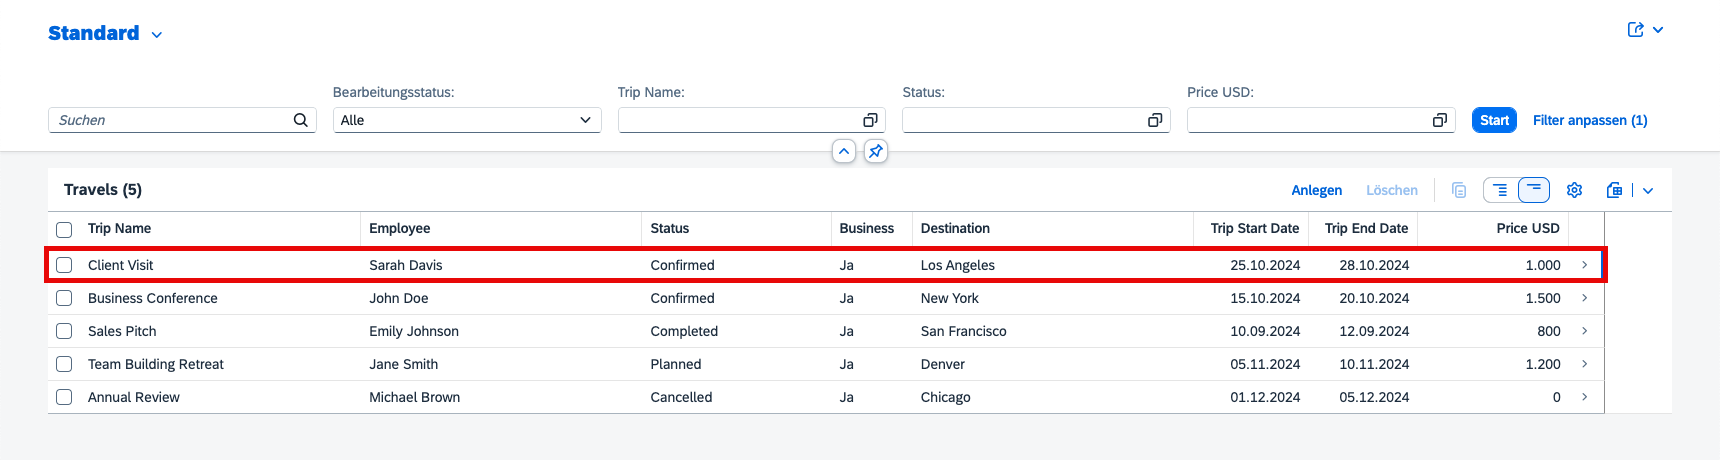 Standard
Bearbeitungsstatus: Trip Name: Status: Price USD:
Suchen Alle Start Filter anpassen (1)
Travels (5) Anlegen Löschen
Trip Name Employee Status Business Destination Trip Start Date Trip End Date Price USD
Client Visit Sarah Davis Confirmed Ja Los Angeles 25.10.2024 28.10.2024 1.000
Business Conference John Doe Confirmed Ja New York 15.10.2024 20.10.2024 1.500
Sales Pitch Emily Johnson Completed Ja San Francisco 10.09.2024 12.09.2024 800
Team Building Retreat Jane Smith Planned Ja Denver 05.11.2024 10.11.2024 1.200
Annual Review Michael Brown Cancelled Ja Chicago 01.12.2024 05.12.2024 0